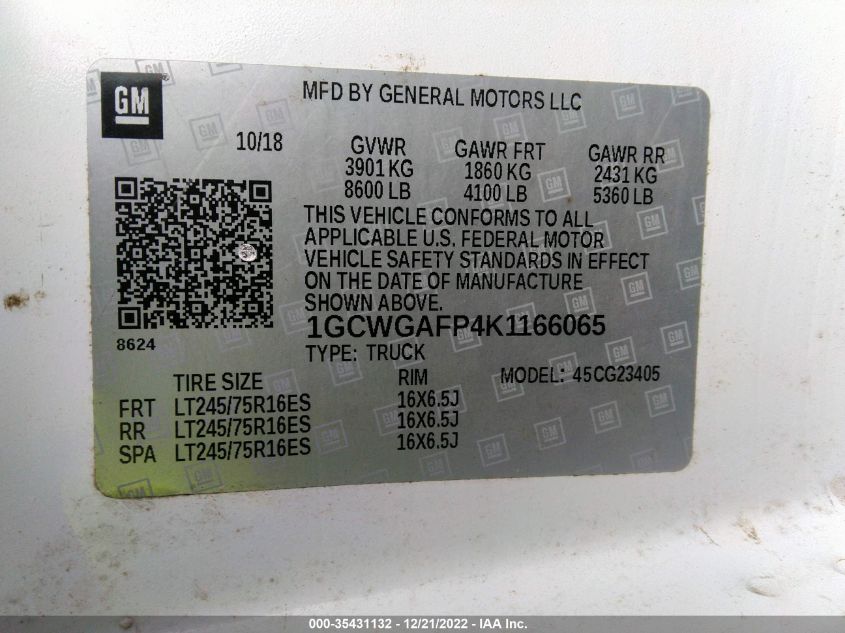 GM
MFD BY GENERAL MOTORS LLC
10/18
GVWR GAWR FRT GAWR RR
3901 KG 1860 KG 2431 KG
8600 LB 4100 LB 5360 LB
THIS VEHICLE CONFORMS TO ALL
APPLICABLE U.S. FEDERAL MOTOR
VEHICLE SAFETY STANDARDS IN EFFECT
ON THE DATE OF MANUFACTURE
SHOWN ABOVE.
1GCWGAFP4K1166065
8624
TYPE: TRUCK
TIRE SIZE RIM MODEL: 45CG23405
FRT LT245/75R16ES 16X6.5J
RR LT245/75R16ES 16X6.5J
SPA LT245/75R16ES 16X6.5J
000-35431132 - 12/21/2022 - IAA Inc.